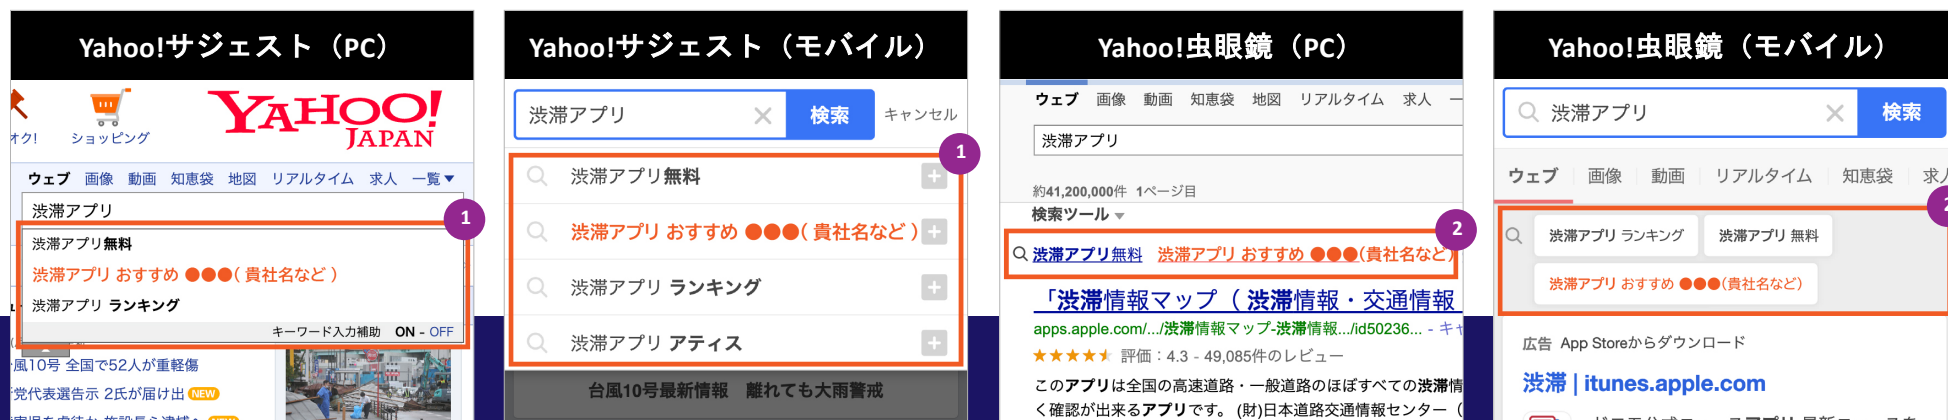 Yahoo!サジェスト（PC）
オク!
ショッピング
YAHOO!
JAPAN
ウェブ 画像 動画 知恵袋 地図 リアルタイム 求人 一覧▼
渋滞アプリ
1
渋滞アプリ無料
渋滞アプリ おすすめ ●●●( 貴社名など )
渋滞アプリ ランキング
キーワード入力補助 ON - OFF
風10号 全国で52人が重軽傷
党代表選告示 2氏が届け出 NEW
Yahoo!サジェスト（モバイル）
渋滞アプリ
検索
キャンセル
1
渋滞アプリ無料
渋滞アプリ おすすめ ●●●( 貴社名など )
渋滞アプリ ランキング
渋滞アプリ アティス
台風10号最新情報 離れても大雨警戒
Yahoo!虫眼鏡（PC）
ウェブ 画像 動画 知恵袋 地図 リアルタイム 求人
渋滞アプリ
約41,200,000件 1ページ目
検索ツール ▼
2
渋滞アプリ無料 渋滞アプリ おすすめ ●●●(貴社名など)
「渋滞情報マップ（ 渋滞情報・交通情報
apps.apple.com/.../渋滞情報マップ-渋滞情報.../id50236... - キャ
★★★★★ 評価：4.3 - 49,085件のレビュー
このアプリは全国の高速道路・一般道路のほぼすべての渋滞情
く確認が出来るアプリです。 (財)日本道路交通情報センター（
Yahoo!虫眼鏡（モバイル）
渋滞アプリ
検索
ウェブ 画像 動画 リアルタイム 知恵袋 求人
2
渋滞アプリ ランキング 渋滞アプリ 無料
渋滞アプリ おすすめ ●●●(貴社名など)
広告 App Storeからダウンロード
渋滞 | itunes.apple.com